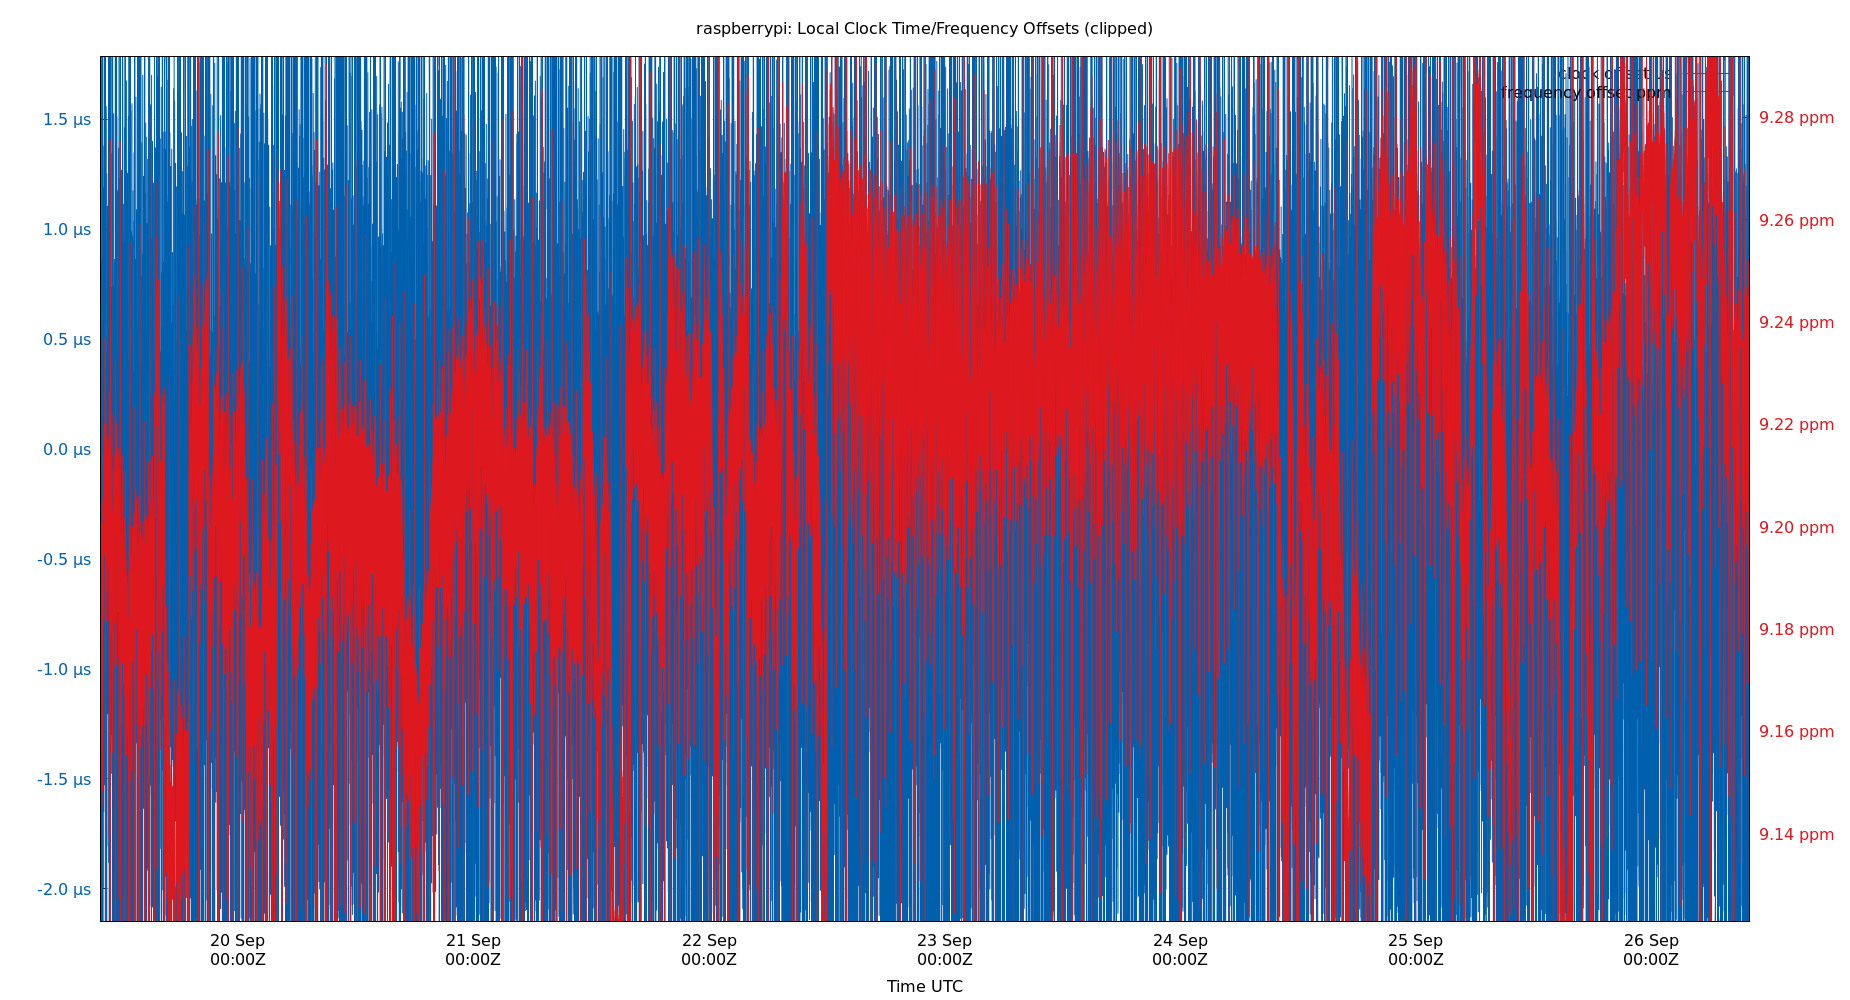 raspberrypi: Local Clock Time/Frequency Offsets (clipped)
clock offset µs
frequency offset ppm
1.5 µs
1.0 µs
0.5 µs
0.0 µs
-0.5 µs
-1.0 µs
-1.5 µs
-2.0 µs
9.28 ppm
9.26 ppm
9.24 ppm
9.22 ppm
9.20 ppm
9.18 ppm
9.16 ppm
9.14 ppm
20 Sep 21 Sep 22 Sep 23 Sep 24 Sep 25 Sep 26 Sep
00:00Z 00:00Z 00:00Z 00:00Z 00:00Z 00:00Z 00:00Z
Time UTC